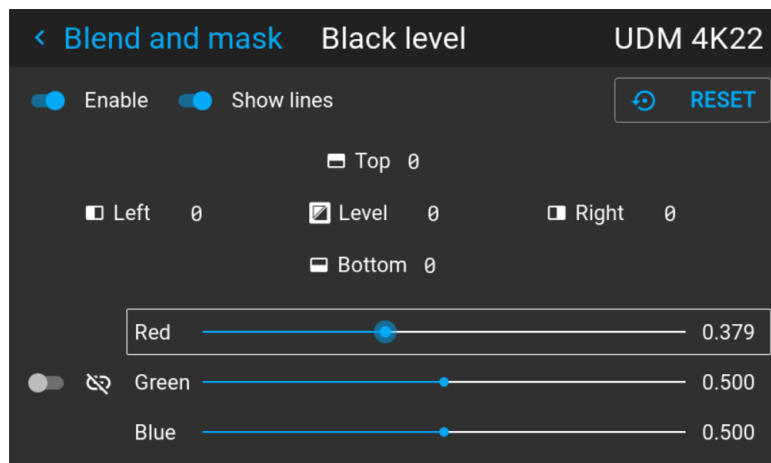 Blend and mask Black level UDM 4K22
Enable Show lines RESET
Top 0
Left 0 Level 0 Right 0
Bottom 0
Red 0.379
Green 0.500
Blue 0.500